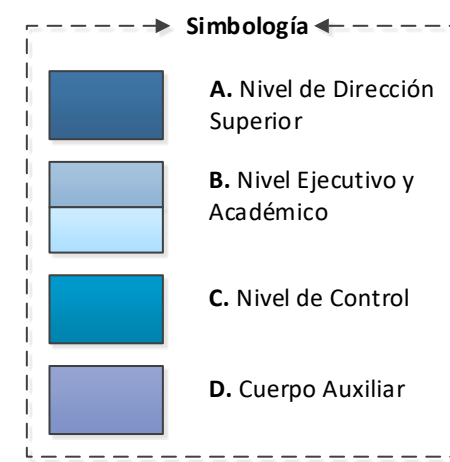 Simbología
A. Nivel de Dirección
Superior
B. Nivel Ejecutivo y
Académico
C. Nivel de Control
D. Cuerpo Auxiliar